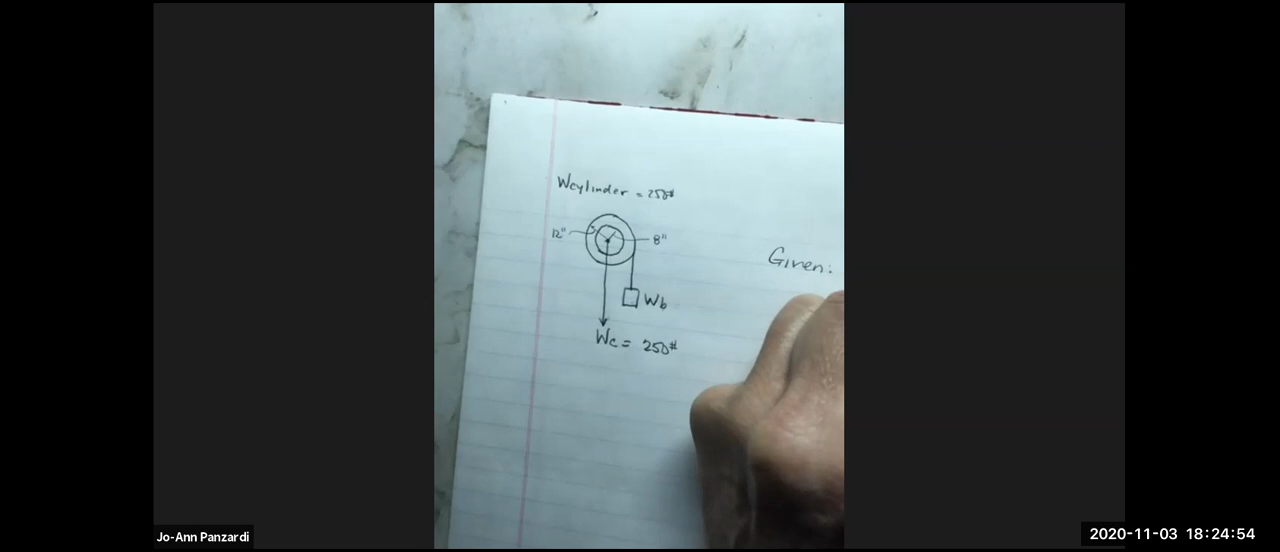 Wcylinder = 250#
12"
8"
Given:
Wb
Wc = 250#
Jo-Ann Panzardi
2020-11-03 18:24:54